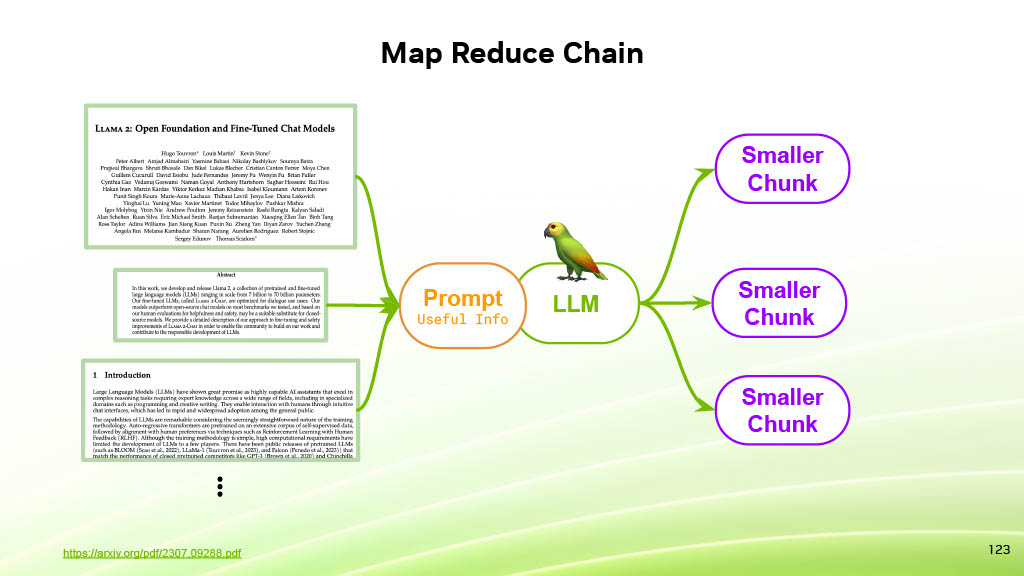 Map Reduce Chain
LLAMA 2: Open Foundation and Fine-Tuned Chat Models
Hugo Touvron* Louis Martin† Kevin Stone†
Peter Albert Amjad Almahairi Yasmine Babaei Nikolay Bashlykov Soumya Batra
Prajjwal Bhargava Shruti Bhosale Dan Bikel Lukas Blecher Cristian Canton Ferrer Moya Chen
Guillem Cucurull David Esiobu Jude Fernandes Jeremy Fu Wenyin Fu Brian Fuller
Cynthia Gao Vedanuj Goswami Naman Goyal Anthony Hartshorn Saghar Hosseini Rui Hou
Hakan Inan Marcin Kardas Viktor Kerkez Madian Khabsa Isabel Kloumann Artem Korenev
Punit Singh Koura Marie-Anne Lachaux Thibaut Lavril Jenya Lee Diana Liskovich
Yinghai Lu Yuning Mao Xavier Martinet Todor Mihaylov Pushkar Mishra
Igor Molybog Yixin Nie Andrew Poulton Jeremy Reizenstein Rashi Rungta Kalyan Saladi
Alan Schelten Ruan Silva Eric Michael Smith Ranjan Subramanian Xiaoqing Ellen Tan Binh Tang
Ross Taylor Adina Williams Jian Xiang Kuan Puxin Xu Zheng Yan Iliyan Zarov Yuchen Zhang
Angela Fan Melanie Kambadur Sharan Narang Aurelien Rodriguez Robert Stojnic
Sergey Edunov Thomas Scialom*
Abstract
In this work, we develop and release Llama 2, a collection of pretrained and fine-tuned
large language models (LLMs) ranging in scale from 7 billion to 70 billion parameters.
Our fine-tuned LLMs, called LLAMA 2-CHAT, are optimized for dialogue use cases. Our
models outperform open-source chat models on most benchmarks we tested, and based on
our human evaluations for helpfulness and safety, may be a suitable substitute for closed-
source models. We provide a detailed description of our approach to fine-tuning and safety
improvements of LLAMA 2-CHAT in order to enable the community to build on our work and
contribute to the responsible development of LLMs.
1 Introduction
Large Language Models (LLMs) have shown great promise as highly capable AI assistants that excel in
complex reasoning tasks requiring expert knowledge across a wide range of fields, including in specialized
domains such as programming and creative writing. They enable interaction with humans through intuitive
chat interfaces, which has led to rapid and widespread adoption among the general public.
The capabilities of LLMs are remarkable considering the seemingly straightforward nature of the training
methodology. Auto-regressive transformers are pretrained on an extensive corpus of self-supervised data,
followed by alignment with human preferences via techniques such as Reinforcement Learning with Human
Feedback (RLHF). Although the training methodology is simple, high computational requirements have
limited the development of LLMs to a few players. There have been public releases of pretrained LLMs
(such as BLOOM (Scao et al., 2022), LLaMa-1 (Touvron et al., 2023), and Falcon (Penedo et al., 2023)) that
match the performance of closed pretrained competitors like GPT-3 (Brown et al., 2020) and Chinchilla
Prompt
Useful Info
LLM
Smaller
Chunk
Smaller
Chunk
Smaller
Chunk
https://arxiv.org/pdf/2307.09288.pdf
123